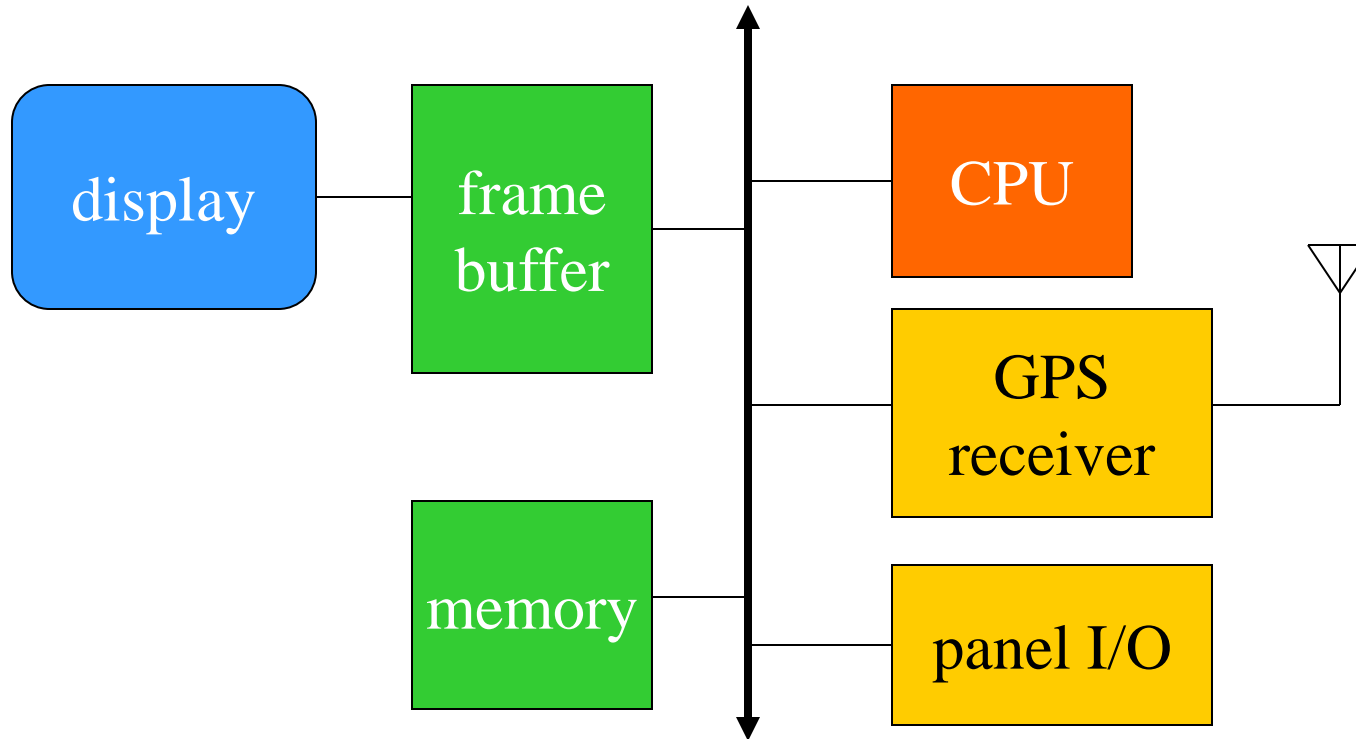 display
frame
buffer
memory
CPU
GPS
receiver
panel I/O